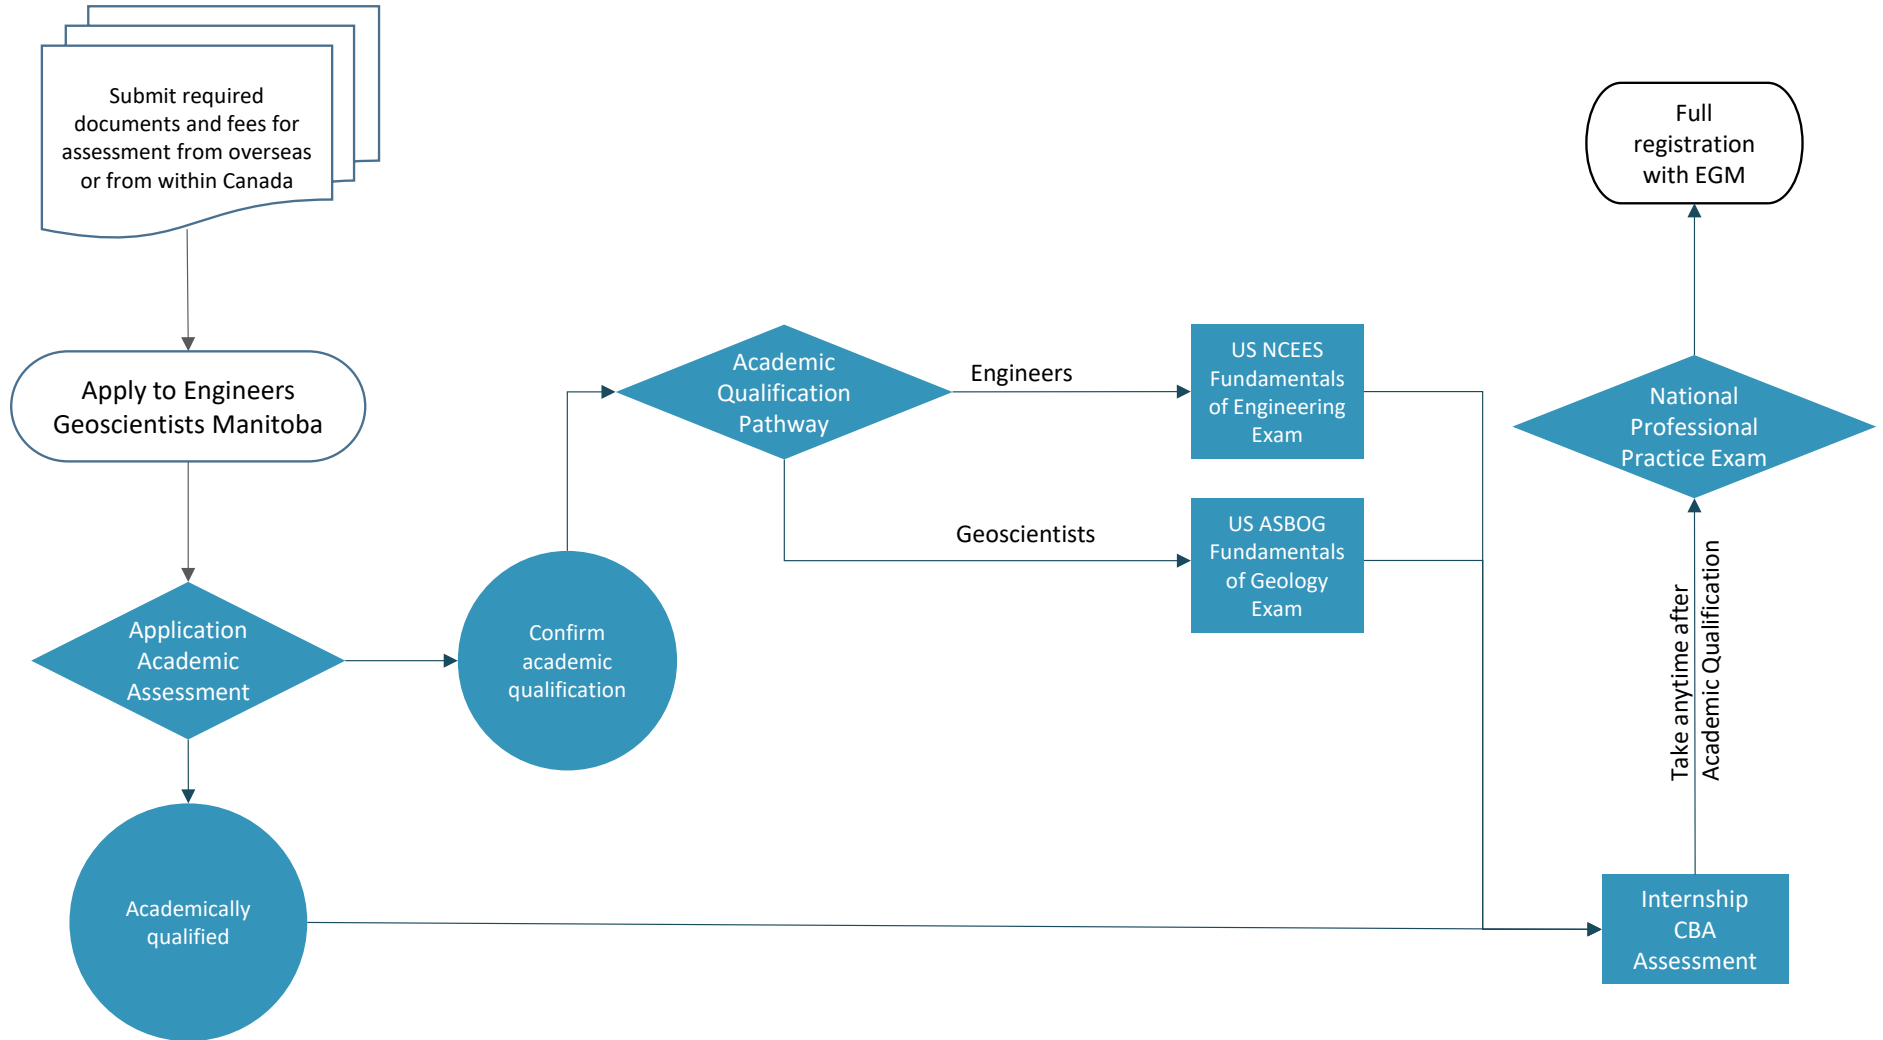 Submit required
documents and fees for
assessment from overseas
or from within Canada
Apply to Engineers
Geoscientists Manitoba
Application
Academic
Assessment
Academically
qualified
Confirm
academic
qualification
Academic
Qualification
Pathway
Engineers
Geoscientists
US NCEES
Fundamentals
of Engineering
Exam
US ASBOG
Fundamentals
of Geology
Exam
Internship
CBA
Assessment
Take anytime after
Academic Qualification
National
Professional
Practice Exam
Full
registration
with EGM